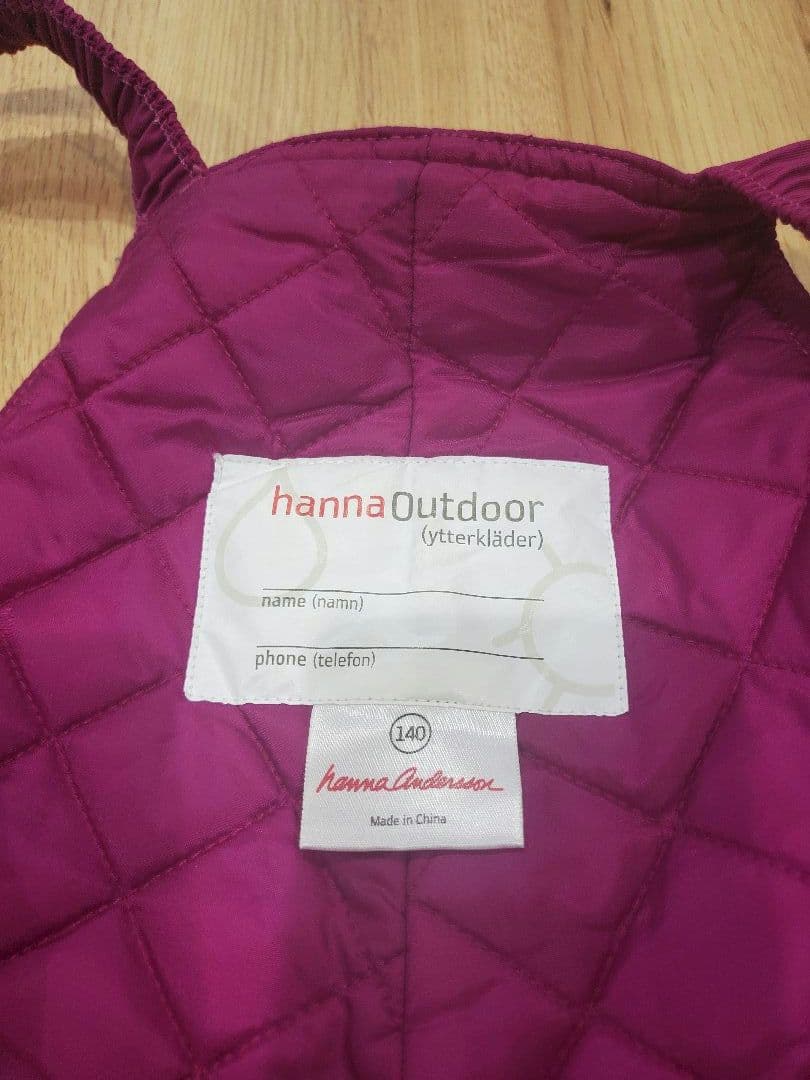 hannaOutdoor
(ytterkläder)
name (namn)
phone (telefon)
140
hanna Andersson
Made in China